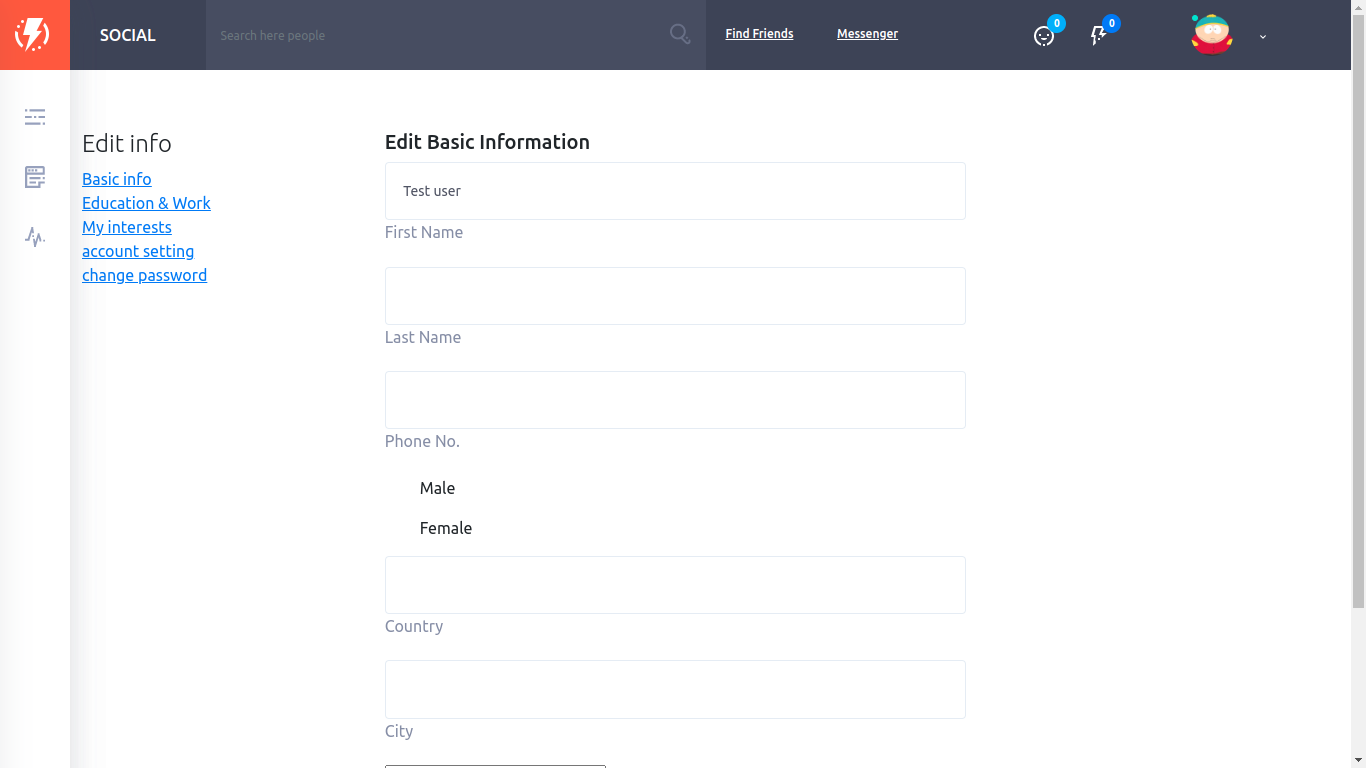 SOCIAL
Search here people
Find Friends
Messenger
0
0
Edit info
Basic info
Education & Work
My interests
account setting
change password
Edit Basic Information
Test user
First Name
Last Name
Phone No.
Male
Female
Country
City